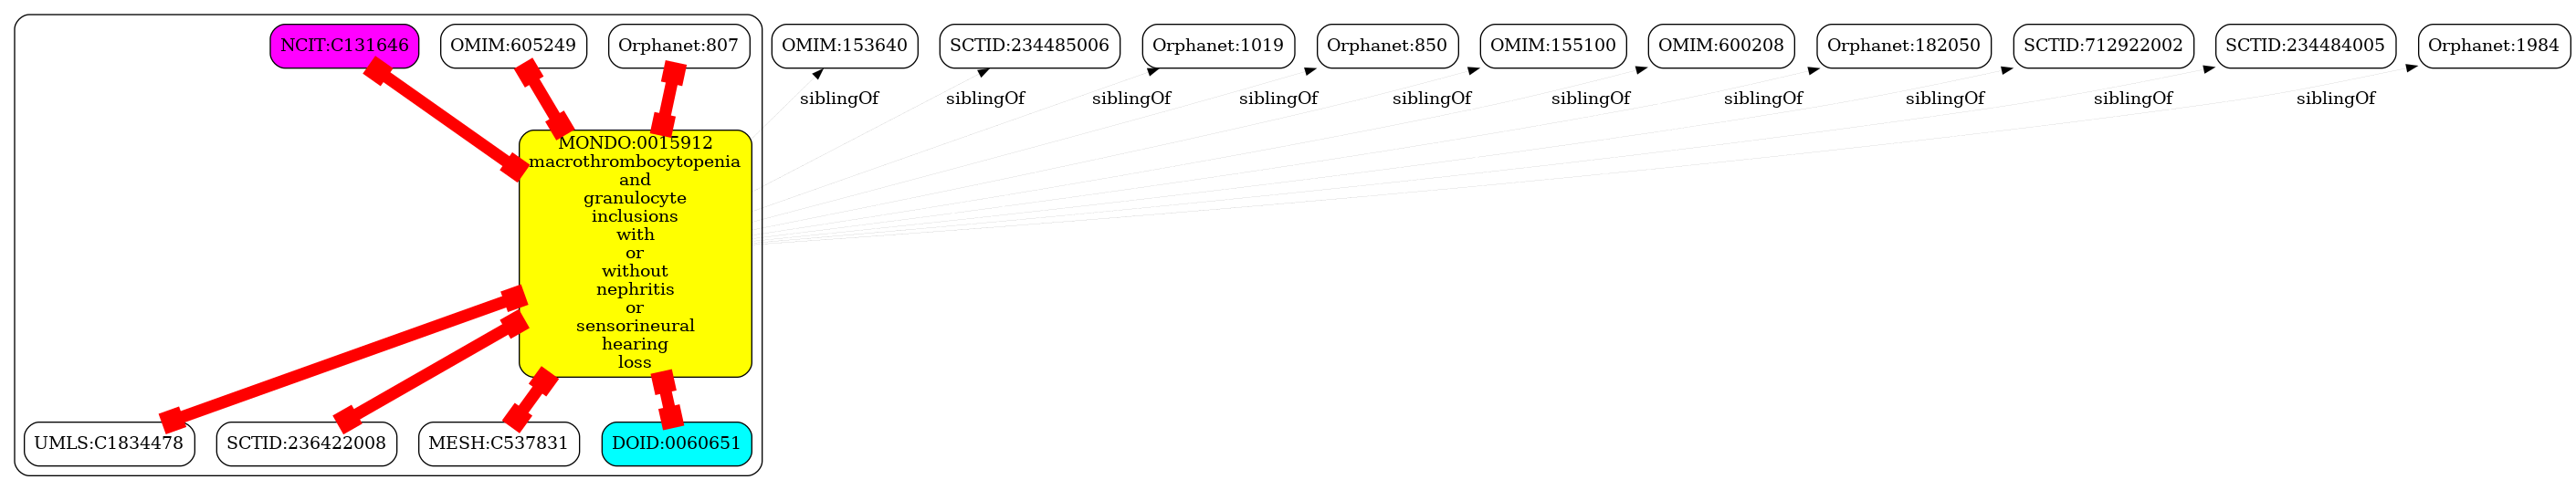 NCIT:C131646
OMIM:605249
Orphanet:807
OMIM:153640
SCTID:234485006
Orphanet:1019
Orphanet:850
OMIM:155100
OMIM:600208
Orphanet:182050
SCTID:712922002
SCTID:234484005
Orphanet:1984
siblingOf
siblingOf
siblingOf
siblingOf
siblingOf
siblingOf
siblingOf
siblingOf
siblingOf
siblingOf
MONDO:0015912
macrothrombocytopenia
and
granulocyte
inclusions
with
or
without
nephritis
or
sensorineural
hearing
loss
UMLS:C1834478
SCTID:236422008
MESH:C537831
DOID:0060651